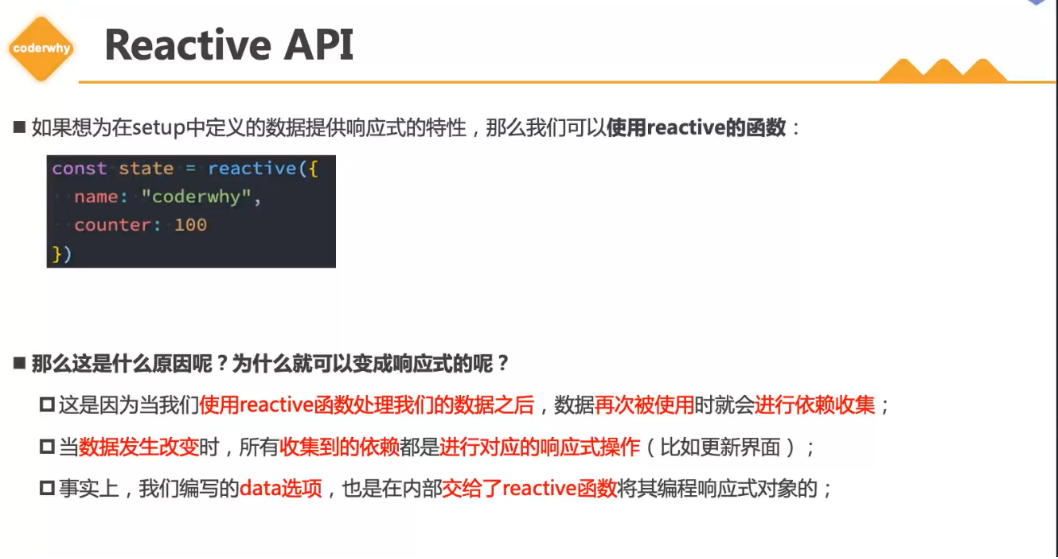 coderwhy
Reactive API
如果想为在setup中定义的数据提供响应式的特性，那么我们可以使用reactive的函数：
const state = reactive({
  name: "coderwhy",
  counter: 100
})
那么这是什么原因呢？为什么就可以变成响应式的呢？
这是因为当我们使用reactive函数处理我们的数据之后，数据再次被使用时就会进行依赖收集；
当数据发生改变时，所有收集到的依赖都是进行对应的响应式操作（比如更新界面）；
事实上，我们编写的data选项，也是在内部交给了reactive函数将其编程响应式对象的；